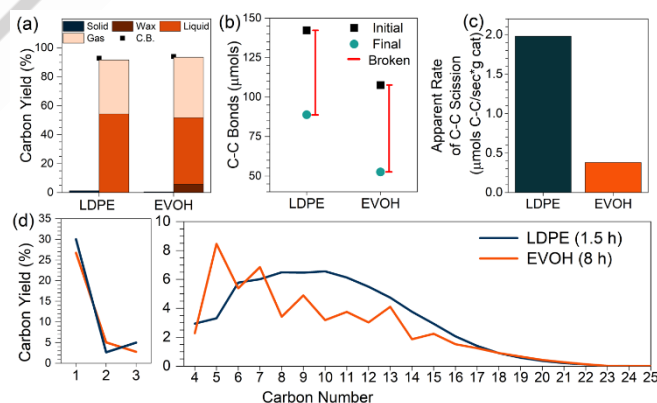 (a)
Solid Wax Liquid
Gas C.B.
Carbon Yield (%)
100
80
60
40
20
0
LDPE EVOH
(b)
C-C Bonds (µmols)
Initial
Final
Broken
150
125
100
75
50
LDPE EVOH
(c)
Apparent Rate
of C-C Scission
(µmols C-C/sec*g cat)
2.0
1.5
1.0
0.5
0.0
LDPE EVOH
(d)
Carbon Yield (%)
35
30
25
20
15
10
5
0
1 2 3
10
8
6
4
2
0
LDPE (1.5 h)
EVOH (8 h)
4 5 6 7 8 9 10 11 12 13 14 15 16 17 18 19 20 21 22 23 24 25
Carbon Number